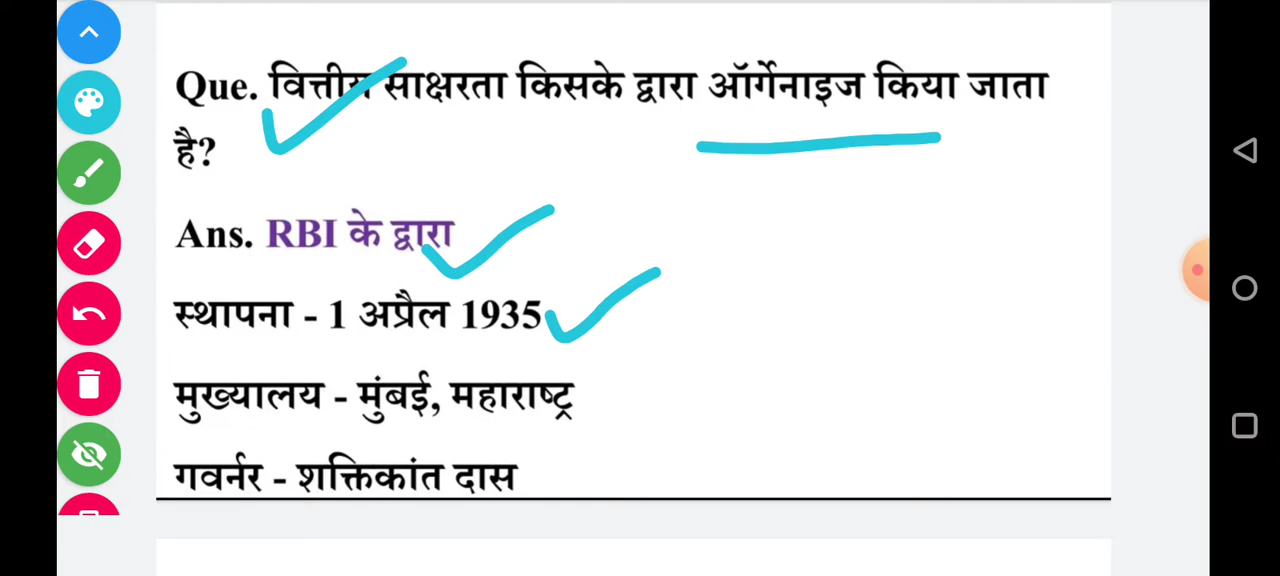 Que. वित्तीय साक्षरता किसके द्वारा ऑर्गेनाइज किया जाता
है?
Ans. RBI के द्वारा
स्थापना - 1 अप्रैल 1935
मुख्यालय - मुंबई, महाराष्ट्र
गवर्नर - शक्तिकांत दास